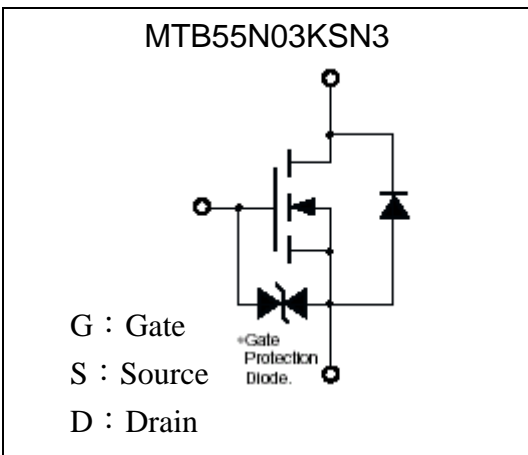 MTB55N03KSN3
G：Gate
S：Source
D：Drain
*Gate
Protection
Diode.